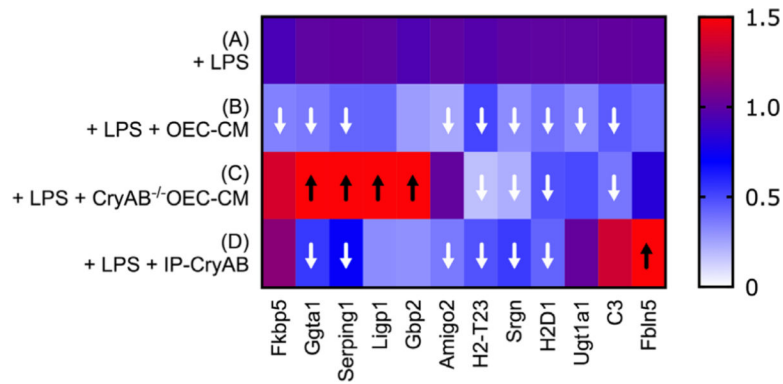 (A)
+ LPS
(B)
+ LPS + OEC-CM
(C)
+ LPS + CryAB-/-OEC-CM
(D)
+ LPS + IP-CryAB
1.5
1.0
0.5
0
Fkbp5
Ggta1
Serping1
Ligp1
Gbp2
Amigo2
H2-T23
Srgn
H2D1
Ugt1a1
C3
Fbln5